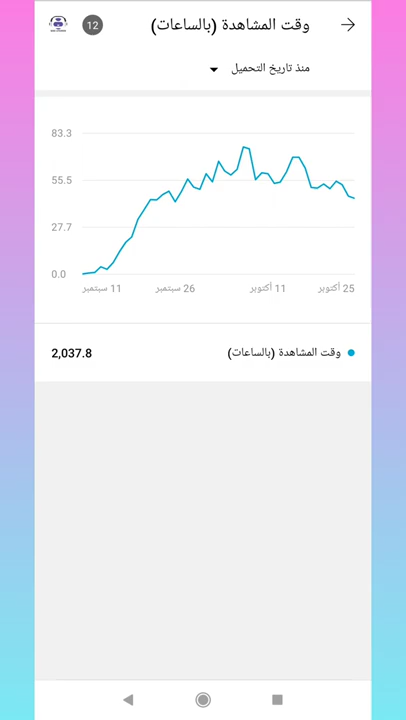 وقت المشاهدة (بالساعات)
12
منذ تاريخ التحميل
83.3
55.5
27.7
0.0
11 سبتمبر
26 سبتمبر
11 أكتوبر
25 أكتوبر
وقت المشاهدة (بالساعات)
2,037.8